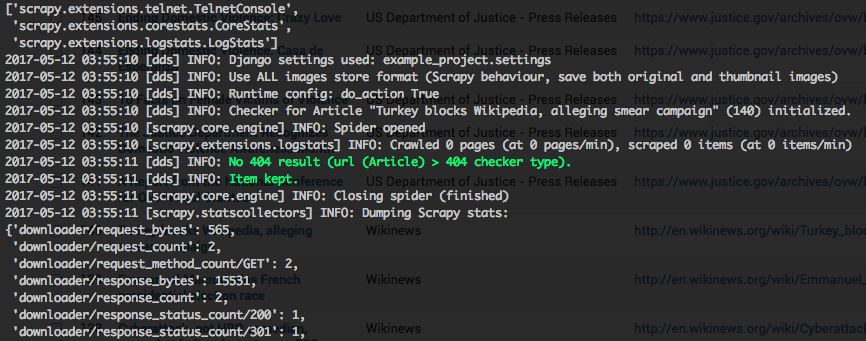 ['scrapy.extensions.telnet.TelnetConsole',
'scrapy.extensions.corestats.CoreStats',
'scrapy.extensions.logstats.LogStats']
2017-05-12 03:55:10 [dds] INFO: Django settings used: example_project.settings
2017-05-12 03:55:10 [dds] INFO: Use ALL images store format (Scrapy behaviour, save both original and thumbnail images)
2017-05-12 03:55:10 [dds] INFO: Runtime config: do_action True
2017-05-12 03:55:10 [dds] INFO: Checker for Article "Turkey blocks Wikipedia, alleging smear campaign" (140) initialized.
2017-05-12 03:55:10 [scrapy.core.engine] INFO: Spider opened
2017-05-12 03:55:10 [scrapy.extensions.logstats] INFO: Crawled 0 pages (at 0 pages/min), scraped 0 items (at 0 items/min)
2017-05-12 03:55:11 [dds] INFO: No 404 result (url (Article) > 404 checker type).
2017-05-12 03:55:11 [dds] INFO: Item kept.
2017-05-12 03:55:11 [scrapy.core.engine] INFO: Closing spider (finished)
2017-05-12 03:55:11 [scrapy.statscollectors] INFO: Dumping Scrapy stats:
{'downloader/request_bytes': 565,
'downloader/request_count': 2,
'downloader/request_method_count/GET': 2,
'downloader/response_bytes': 15531,
'downloader/response_count': 2,
'downloader/response_status_count/200': 1,
'downloader/response_status_count/301': 1,
US Department of Justice - Press Releases
https://www.justice.gov/archives/ovw/b
US Department of Justice - Press Releases
Wikinews
http://en.wikinews.org/wiki/Turkey_bloc
Wikinews
http://en.wikinews.org/wiki/Emmanuel_
Wikinews
http://en.wikinews.org/wiki/Cyberattack